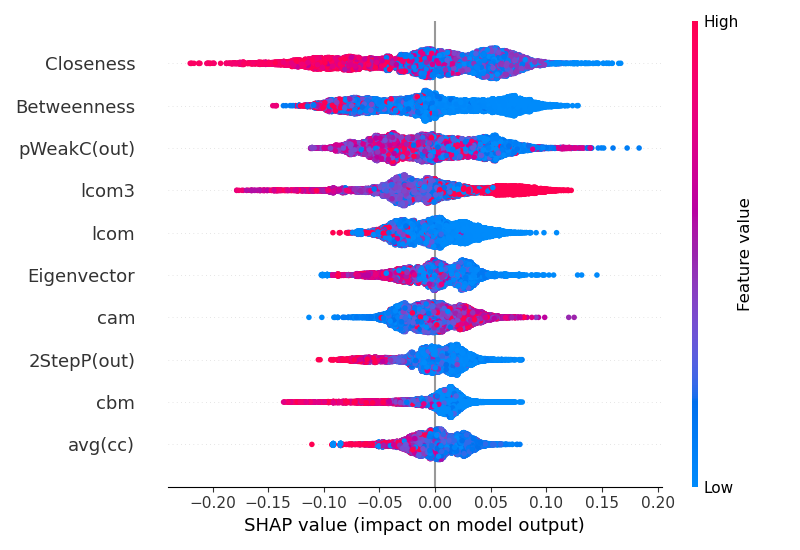 High
Closeness
Betweenness
pWeakC(out)
lcom3
lcom
Eigenvector
cam
2StepP(out)
cbm
avg(cc)
Feature value
Low
−0.20 −0.15 −0.10 −0.05 0.00 0.05 0.10 0.15 0.20
SHAP value (impact on model output)